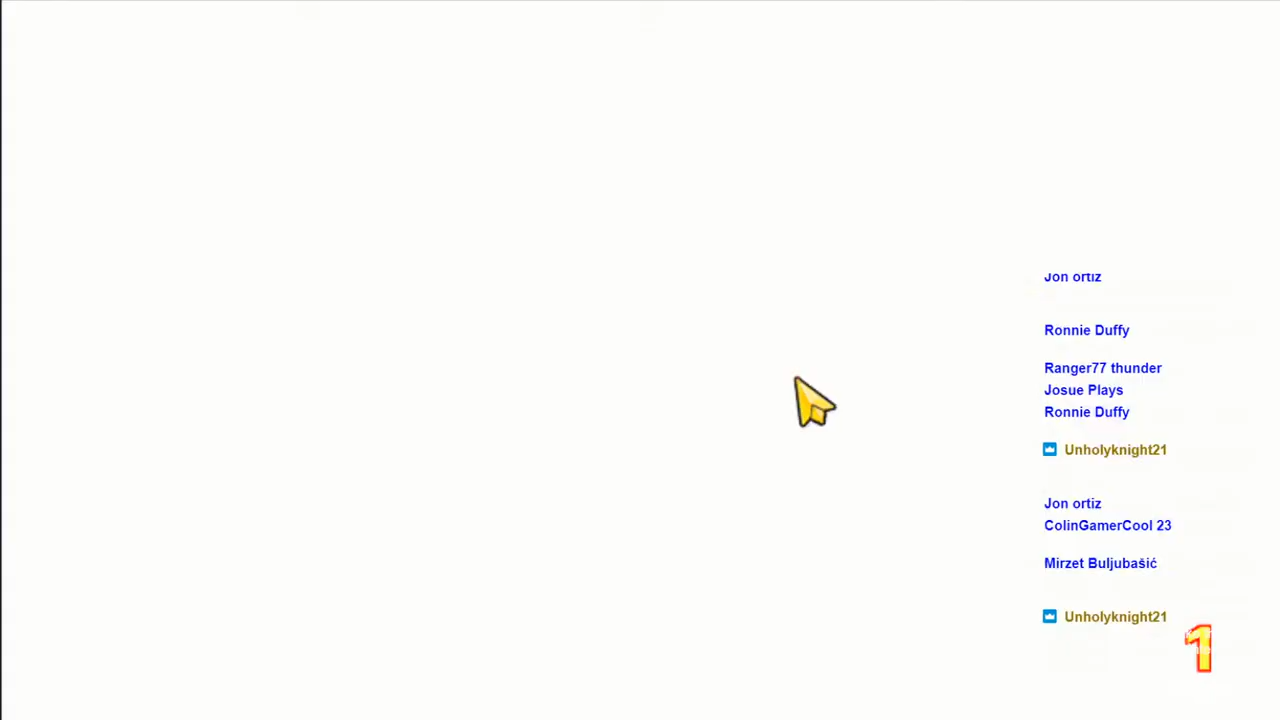 Jon ortiz
Ronnie Duffy
Ranger77 thunder
Josue Plays
Ronnie Duffy
Unholyknight21
Jon ortiz
ColinGamerCool 23
Mirzet Buljubašić
Unholyknight21
1